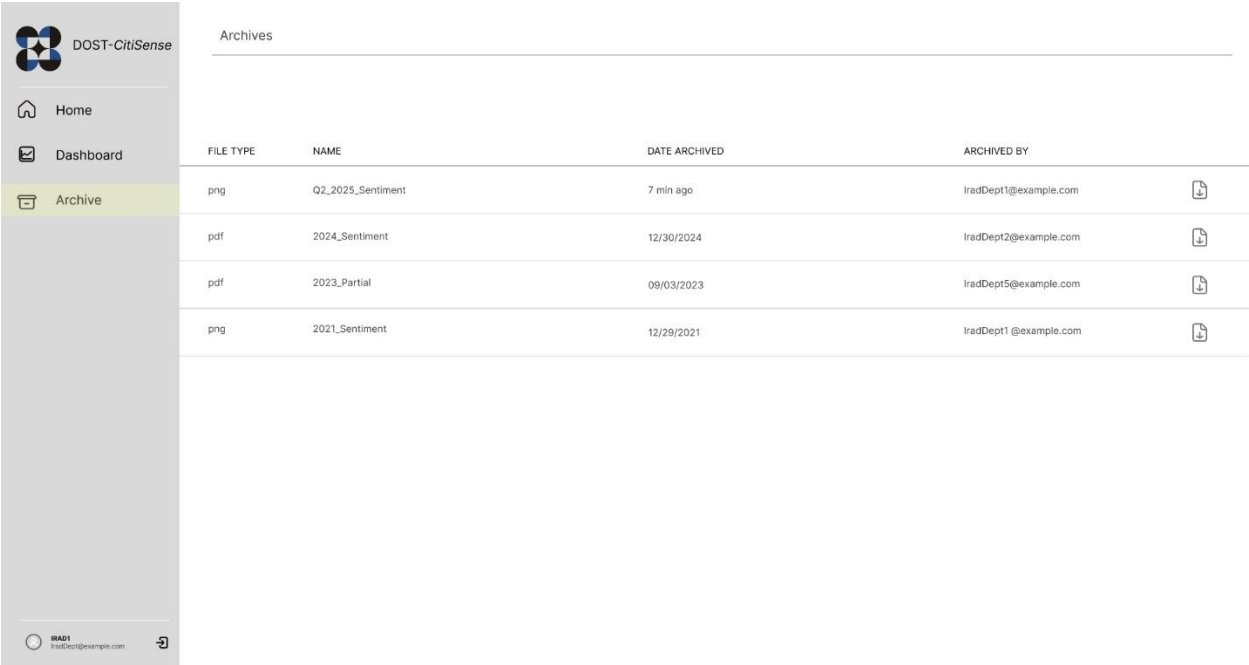 DOST-CitiSense
Home
Dashboard
Archive
IRAD1
IradDept@example.com
Archives
FILE TYPE NAME DATE ARCHIVED ARCHIVED BY
png Q2_2025_Sentiment 7 min ago IradDept1@example.com
pdf 2024_Sentiment 12/30/2024 IradDept2@example.com
pdf 2023_Partial 09/03/2023 IradDept5@example.com
png 2021_Sentiment 12/29/2021 IradDept1 @example.com